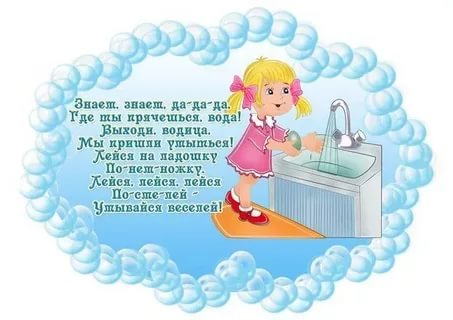 Знаем, знаем, да-да-да,
Где ты прячешься, вода!
Выходи, водица,
Мы пришли умыться!
Лейся на ладошку
По-нем-ножку.
Лейся, лейся, лейся
По-сме-лей -
Умывайся веселей!